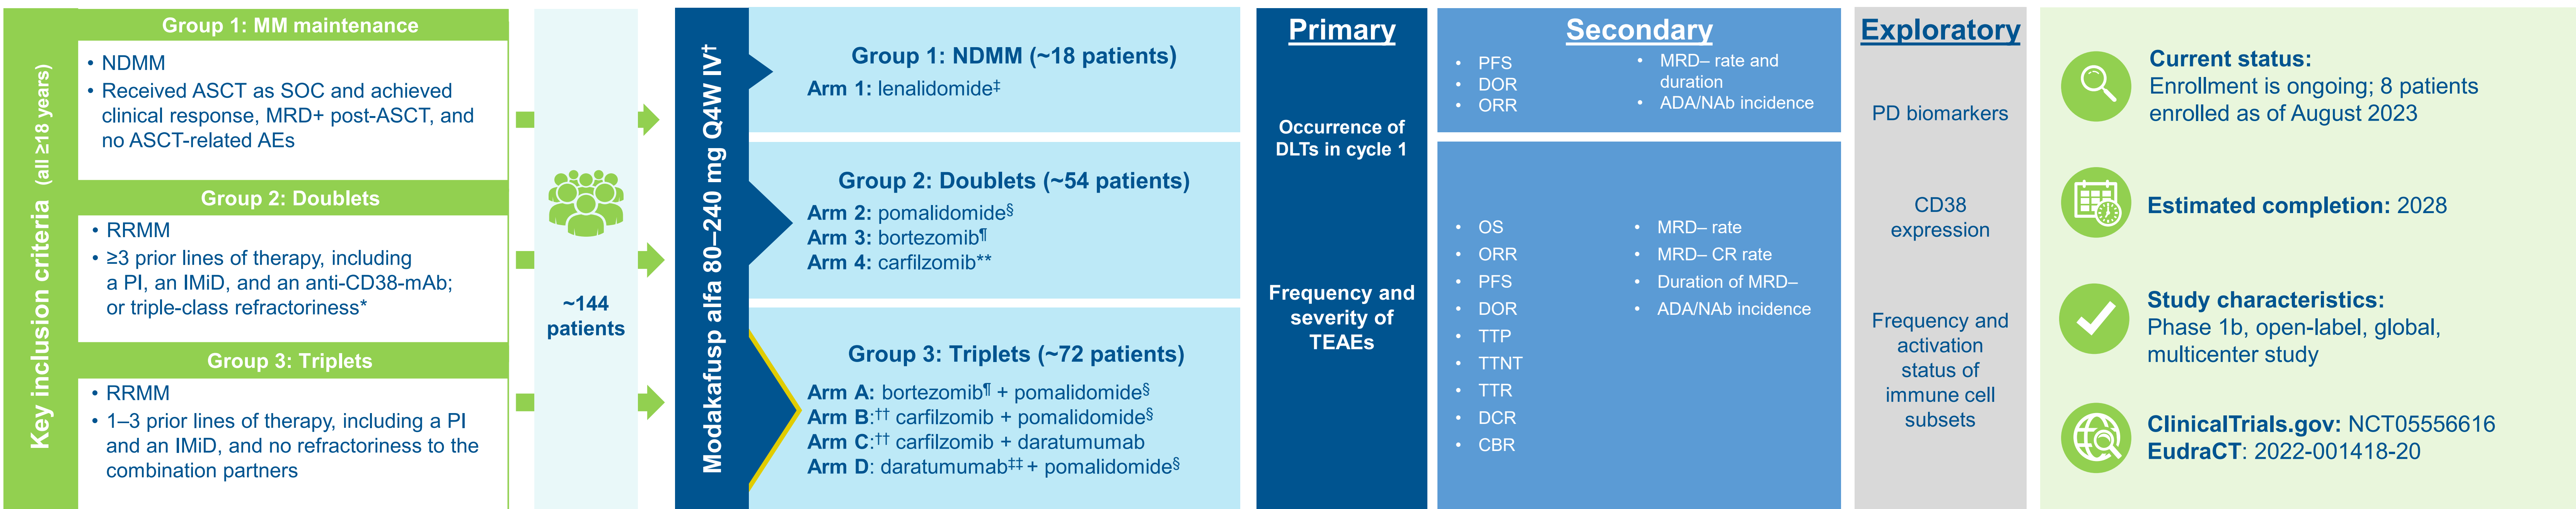 Key inclusion criteria (all ≥18 years)
Group 1: MM maintenance
• NDMM
• Received ASCT as SOC and achieved
clinical response, MRD+ post-ASCT, and
no ASCT-related AEs
Group 2: Doublets
• RRMM
• ≥3 prior lines of therapy, including
a PI, an IMiD, and an anti-CD38-mAb;
or triple-class refractoriness*
Group 3: Triplets
• RRMM
• 1–3 prior lines of therapy, including a PI
and an IMiD, and no refractoriness to the
combination partners
~144
patients
Modakafusp alfa 80–240 mg Q4W IV†
Group 1: NDMM (~18 patients)
Arm 1: lenalidomide‡
Group 2: Doublets (~54 patients)
Arm 2: pomalidomide§
Arm 3: bortezomib¶
Arm 4: carfilzomib**
Group 3: Triplets (~72 patients)
Arm A: bortezomib¶ + pomalidomide§
Arm B:†† carfilzomib + pomalidomide§
Arm C:†† carfilzomib + daratumumab
Arm D: daratumumab‡‡ + pomalidomide§
Primary
Occurrence of
DLTs in cycle 1
Frequency and
severity of
TEAEs
Secondary
• PFS
• DOR
• ORR
• MRD– rate and
duration
• ADA/NAb incidence
• OS
• ORR
• PFS
• DOR
• TTP
• TTNT
• TTR
• DCR
• CBR
• MRD– rate
• MRD– CR rate
• Duration of MRD–
• ADA/NAb incidence
Exploratory
PD biomarkers
CD38
expression
Frequency and
activation
status of
immune cell
subsets
Current status:
Enrollment is ongoing; 8 patients
enrolled as of August 2023
Estimated completion: 2028
Study characteristics:
Phase 1b, open-label, global,
multicenter study
ClinicalTrials.gov: NCT05556616
EudraCT: 2022-001418-20